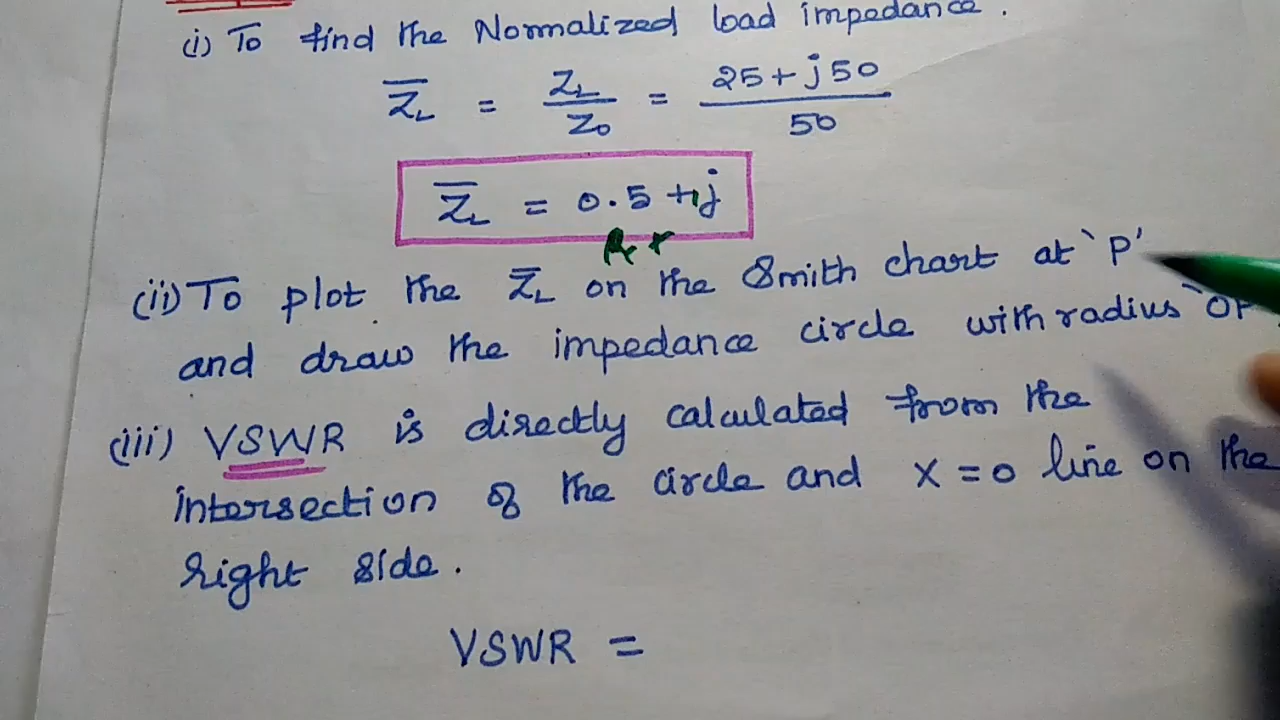 (i) To find the Normalized load impedance.
Z̅L = ZL / Z0 = 25 + j50 / 50
Z̅L = 0.5 + 1j
R x
(ii) To plot the Z̅L on the Smith chart at 'P'
and draw the impedance circle with radius 'OP'
(iii) VSWR is directly calculated from the
intersection of the circle and X = 0 line on the
right side.
VSWR =